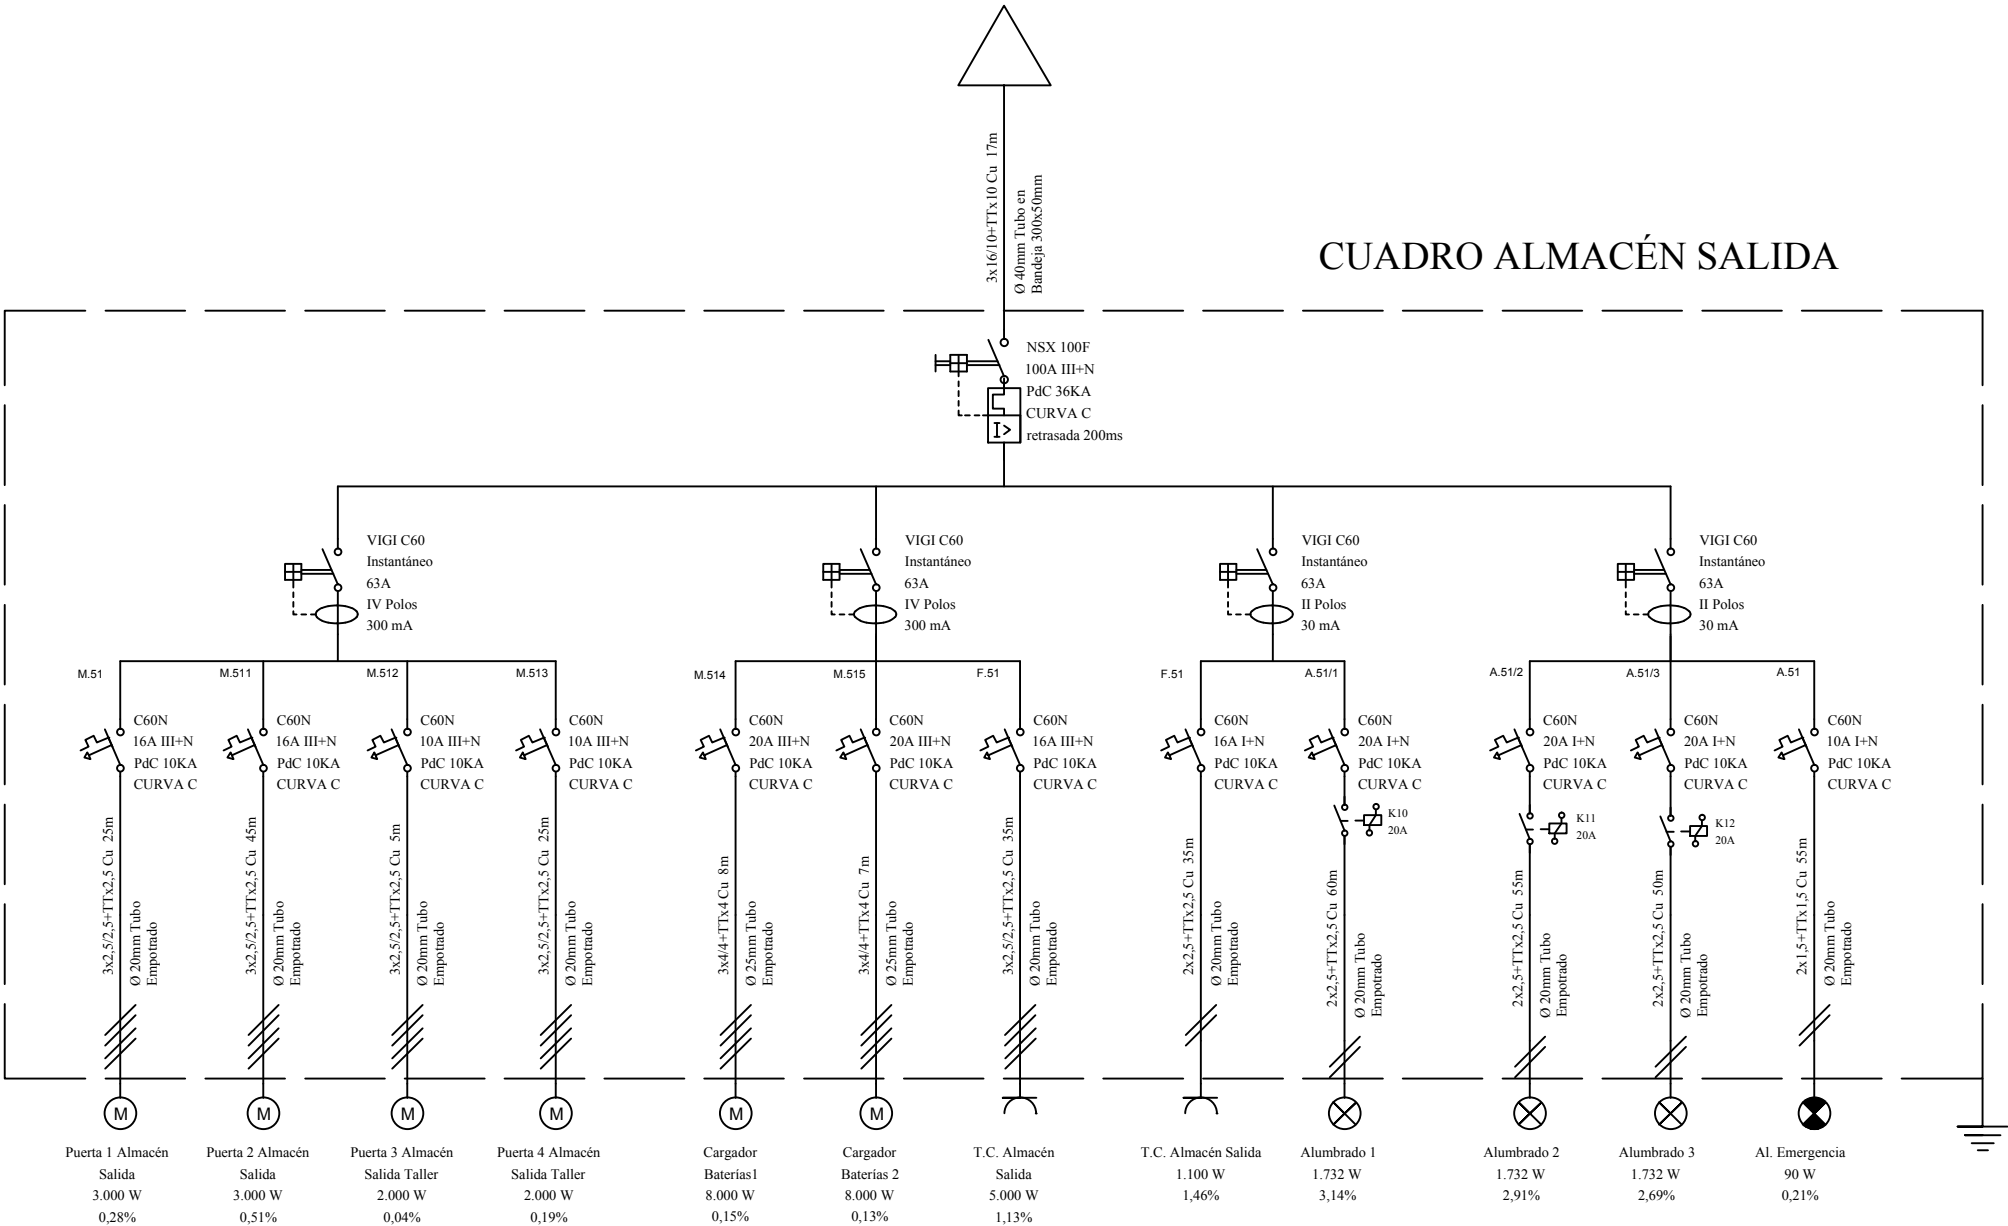 3x16/10+TTx10 Cu 17m
Ø 40mm Tubo en
Bandeja 300x50mm
CUADRO ALMACÉN SALIDA
NSX 100F
100A III+N
PdC 36KA
CURVA C
retrasada 200ms
I>
VIGI C60
Instantáneo
63A
IV Polos
300 mA
VIGI C60
Instantáneo
63A
IV Polos
300 mA
VIGI C60
Instantáneo
63A
II Polos
30 mA
VIGI C60
Instantáneo
63A
II Polos
30 mA
M.51
C60N
16A III+N
PdC 10KA
CURVA C
3x2,5/2,5+TTx2,5 Cu 25m
Ø 20mm Tubo
Empotrado
M
Puerta 1 Almacén
Salida
3.000 W
0,28%
M.511
C60N
16A III+N
PdC 10KA
CURVA C
3x2,5/2,5+TTx2,5 Cu 45m
Ø 20mm Tubo
Empotrado
M
Puerta 2 Almacén
Salida
3.000 W
0,51%
M.512
C60N
10A III+N
PdC 10KA
CURVA C
3x2,5/2,5+TTx2,5 Cu 5m
Ø 20mm Tubo
Empotrado
M
Puerta 3 Almacén
Salida Taller
2.000 W
0,04%
M.513
C60N
10A III+N
PdC 10KA
CURVA C
3x2,5/2,5+TTx2,5 Cu 25m
Ø 20mm Tubo
Empotrado
M
Puerta 4 Almacén
Salida Taller
2.000 W
0,19%
M.514
C60N
20A III+N
PdC 10KA
CURVA C
3x4/4+TTx4 Cu 8m
Ø 25mm Tubo
Empotrado
M
Cargador
Baterías1
8.000 W
0,15%
M.515
C60N
20A III+N
PdC 10KA
CURVA C
3x4/4+TTx4 Cu 7m
Ø 25mm Tubo
Empotrado
M
Cargador
Baterías 2
8.000 W
0,13%
F.51
C60N
16A III+N
PdC 10KA
CURVA C
3x2,5/2,5+TTx2,5 Cu 35m
Ø 20mm Tubo
Empotrado
T.C. Almacén
Salida
5.000 W
1,13%
F.51
C60N
16A I+N
PdC 10KA
CURVA C
2x2,5+TTx2,5 Cu 35m
Ø 20mm Tubo
Empotrado
T.C. Almacén Salida
1.100 W
1,46%
A.51/1
C60N
20A I+N
PdC 10KA
CURVA C
K10
20A
2x2,5+TTx2,5 Cu 60m
Ø 20mm Tubo
Empotrado
Alumbrado 1
1.732 W
3,14%
A.51/2
C60N
20A I+N
PdC 10KA
CURVA C
K11
20A
2x2,5+TTx2,5 Cu 55m
Ø 20mm Tubo
Empotrado
Alumbrado 2
1.732 W
2,91%
A.51/3
C60N
20A I+N
PdC 10KA
CURVA C
K12
20A
2x2,5+TTx2,5 Cu 50m
Ø 20mm Tubo
Empotrado
Alumbrado 3
1.732 W
2,69%
A.51
C60N
10A I+N
PdC 10KA
CURVA C
2x1,5+TTx1,5 Cu 55m
Ø 20mm Tubo
Empotrado
Al. Emergencia
90 W
0,21%